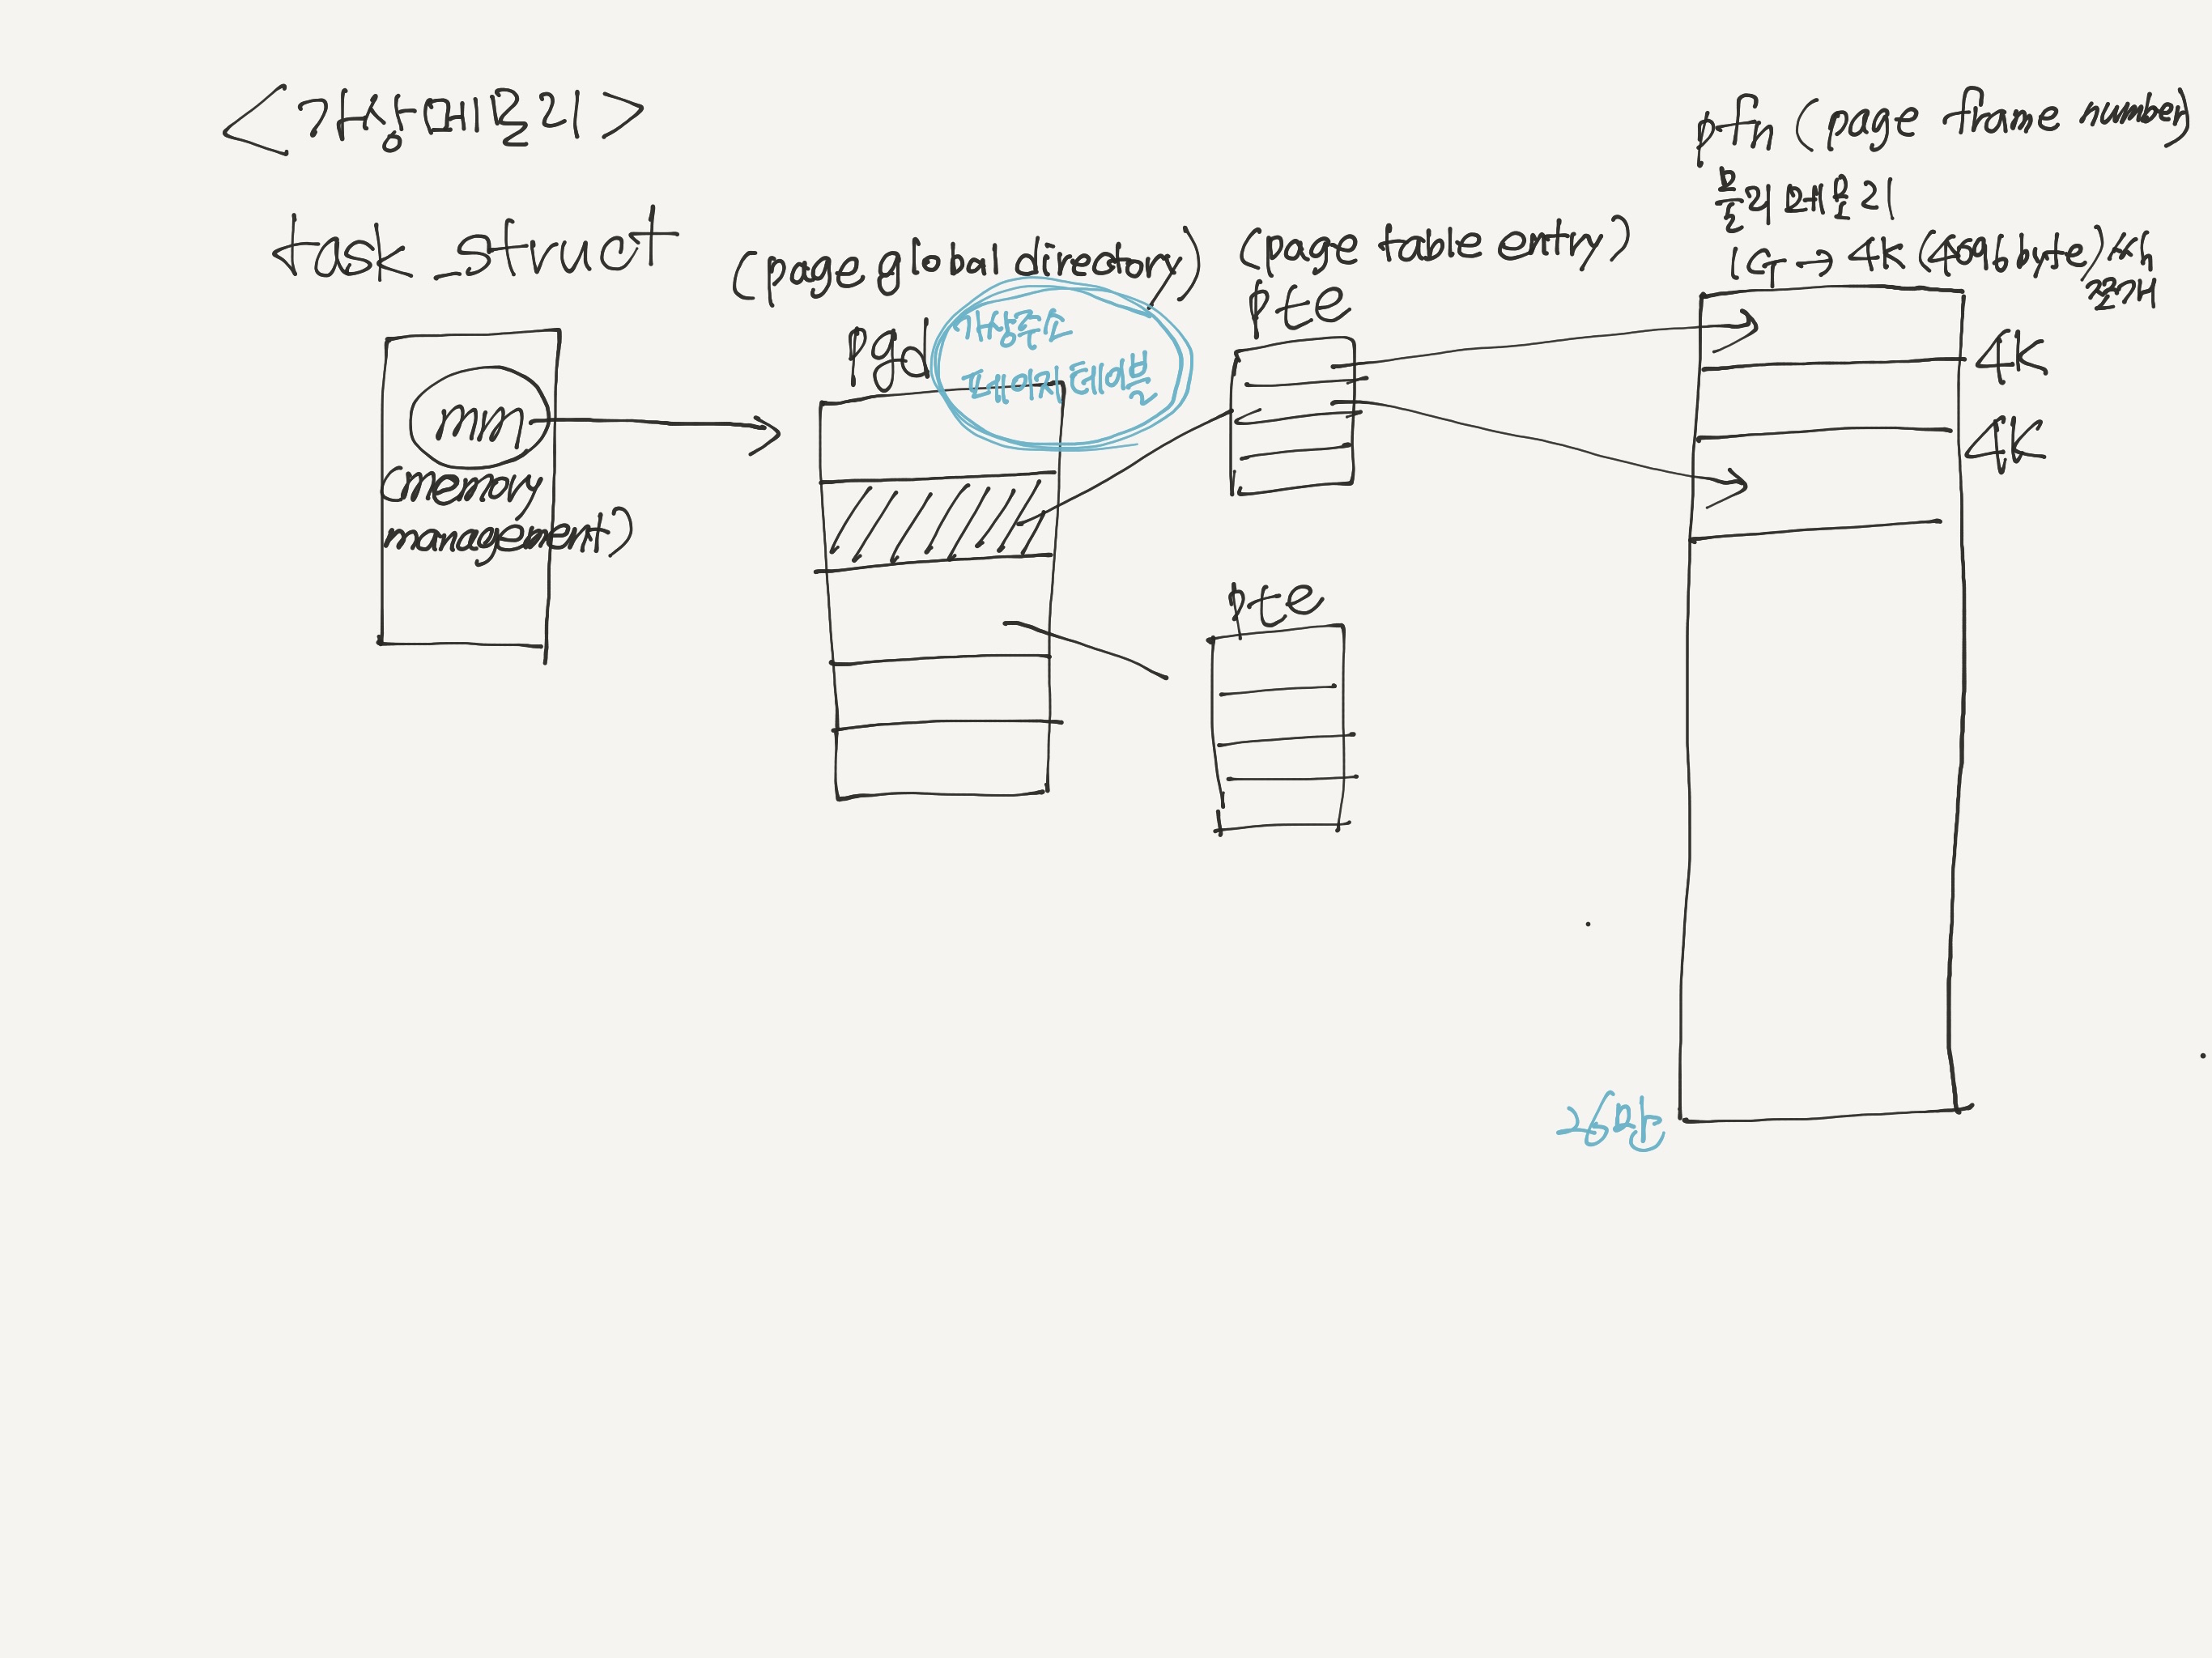 <가상메모리>
task_struct
mm
(memory
management)
(page global directory)
pgd
가상주소
페이지 테이블
(page table entry)
pte
pte
pfn (page frame number)
물리메모리
1GB → 4K (4096 byte)씩
쪼개
4K
4K
26만